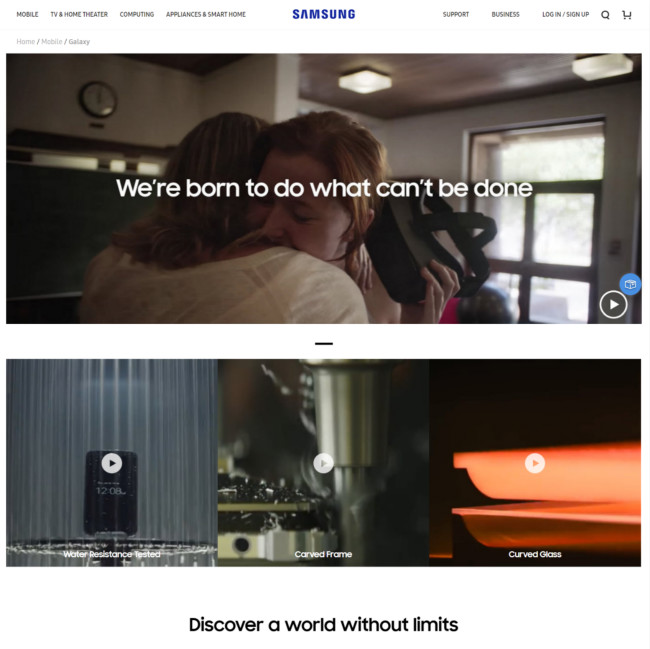 MOBILE TV & HOME THEATER COMPUTING APPLIANCES & SMART HOME SAMSUNG SUPPORT BUSINESS LOG IN / SIGN UP
Home / Mobile / Galaxy
We're born to do what can't be done
12:08
Water Resistance Tested Carved Frame Curved Glass
Discover a world without limits